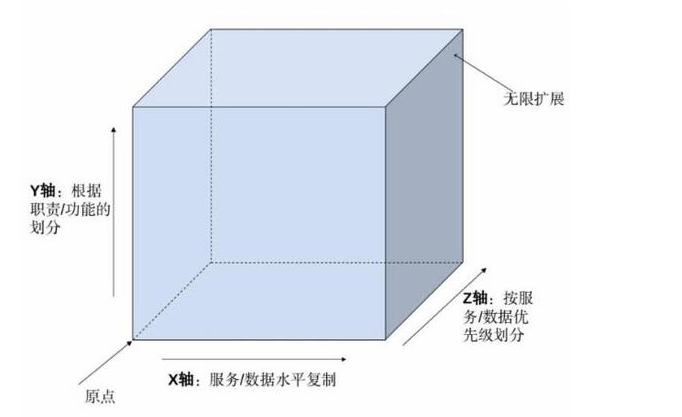 无限扩展
Y轴：根据
职责/功能的
划分
Z轴：按服
务/数据优
先级划分
X轴：服务/数据水平复制
原点